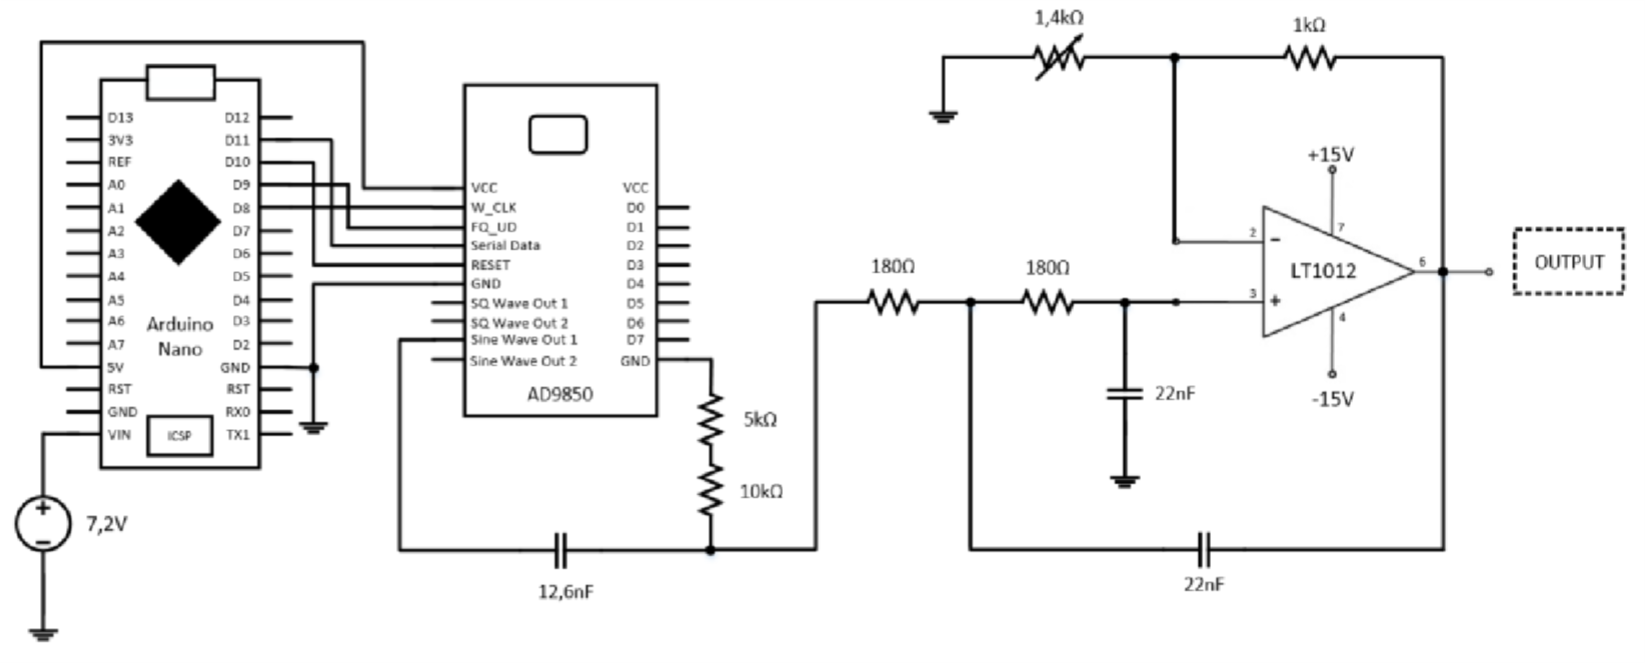 1,4kΩ
1kΩ
D13
3V3
REF
A0
A1
A2
A3
A4
A5
A6
A7
5V
RST
GND
VIN
D12
D11
D10
D9
D8
D7
D6
D5
D4
D3
D2
GND
RST
RX0
TX1
Arduino
Nano
ICSP
7,2V
VCC
W_CLK
FQ_UD
Serial Data
RESET
GND
SQ Wave Out 1
SQ Wave Out 2
Sine Wave Out 1
Sine Wave Out 2
VCC
D0
D1
D2
D3
D4
D5
D6
D7
GND
AD9850
5kΩ
10kΩ
12,6nF
180Ω
180Ω
22nF
22nF
+15V
7
2
−
LT1012
6
3
+
4
-15V
OUTPUT